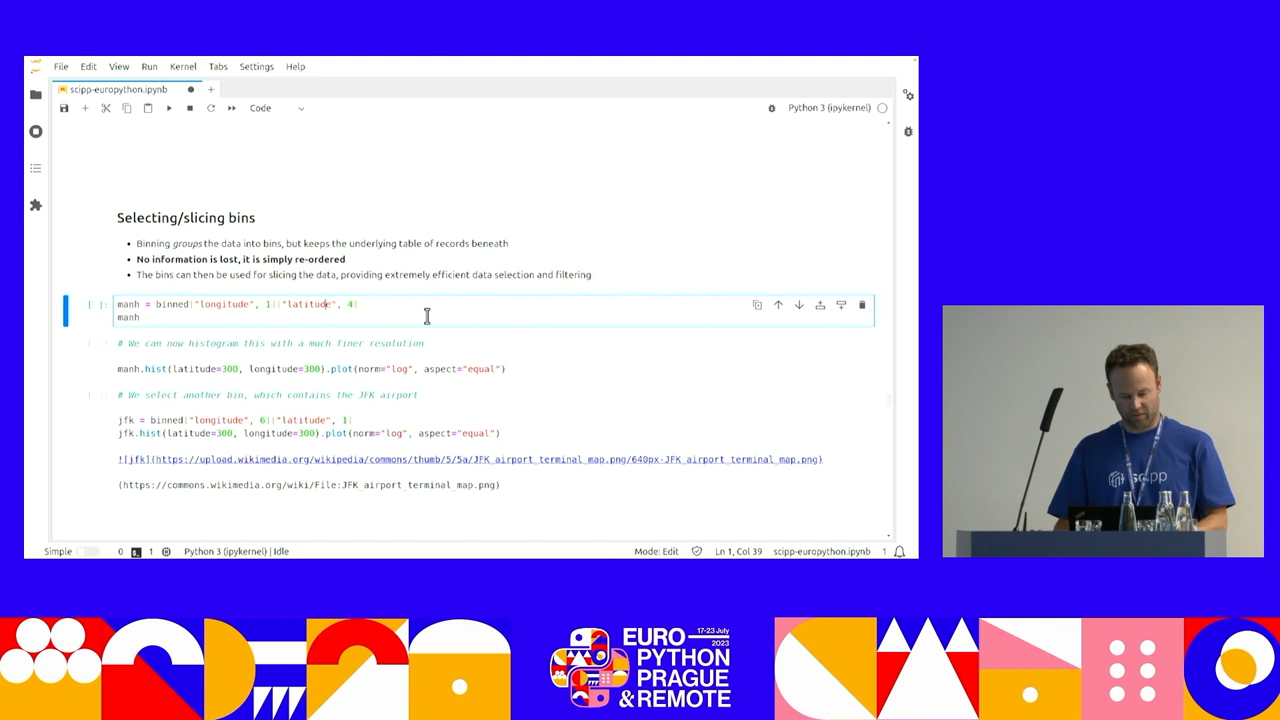 File Edit View Run Kernel Tabs Settings Help
scipp-europython.ipynb
Code
Python 3 (ipykernel)
Selecting/slicing bins
• Binning groups the data into bins, but keeps the underlying table of records beneath
• No information is lost, it is simply re-ordered
• The bins can then be used for slicing the data, providing extremely efficient data selection and filtering
[ ]: manh = binned["longitude", 1]["latitude", 4]
manh
[ ]: # We can now histogram this with a much finer resolution
manh.hist(latitude=300, longitude=300).plot(norm="log", aspect="equal")
[ ]: # We select another bin, which contains the JFK airport
jfk = binned["longitude", 6]["latitude", 1]
jfk.hist(latitude=300, longitude=300).plot(norm="log", aspect="equal")
![jfk](https://upload.wikimedia.org/wikipedia/commons/thumb/5/5a/JFK_airport_terminal_map.png/640px-JFK_airport_terminal_map.png)
(https://commons.wikimedia.org/wiki/File:JFK_airport_terminal_map.png)
Simple 0 1 Python 3 (ipykernel) | Idle Mode: Edit Ln 1, Col 39 scipp-europython.ipynb 1
scipp
17-23 July
2023
EURO
PYTHON
PRAGUE
& REMOTE